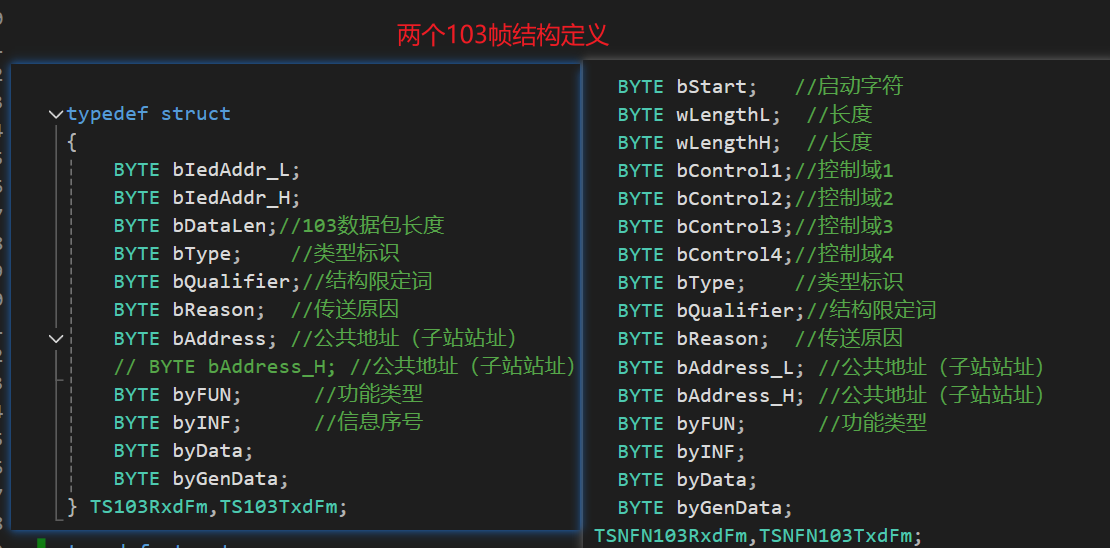 两个103帧结构定义
typedef struct
{
BYTE bIedAddr_L;
BYTE bIedAddr_H;
BYTE bDataLen;//103数据包长度
BYTE bType; //类型标识
BYTE bQualifier;//结构限定词
BYTE bReason; //传送原因
BYTE bAddress; //公共地址（子站站址）
// BYTE bAddress_H; //公共地址（子站站址）
BYTE byFUN; //功能类型
BYTE byINF; //信息序号
BYTE byData;
BYTE byGenData;
} TS103RxdFm,TS103TxdFm;
BYTE bStart; //启动字符
BYTE wLengthL; //长度
BYTE wLengthH; //长度
BYTE bControl1;//控制域1
BYTE bControl2;//控制域2
BYTE bControl3;//控制域3
BYTE bControl4;//控制域4
BYTE bType; //类型标识
BYTE bQualifier;//结构限定词
BYTE bReason; //传送原因
BYTE bAddress_L; //公共地址（子站站址）
BYTE bAddress_H; //公共地址（子站站址）
BYTE byFUN; //功能类型
BYTE byINF;
BYTE byData;
BYTE byGenData;
TSNFN103RxdFm,TSNFN103TxdFm;